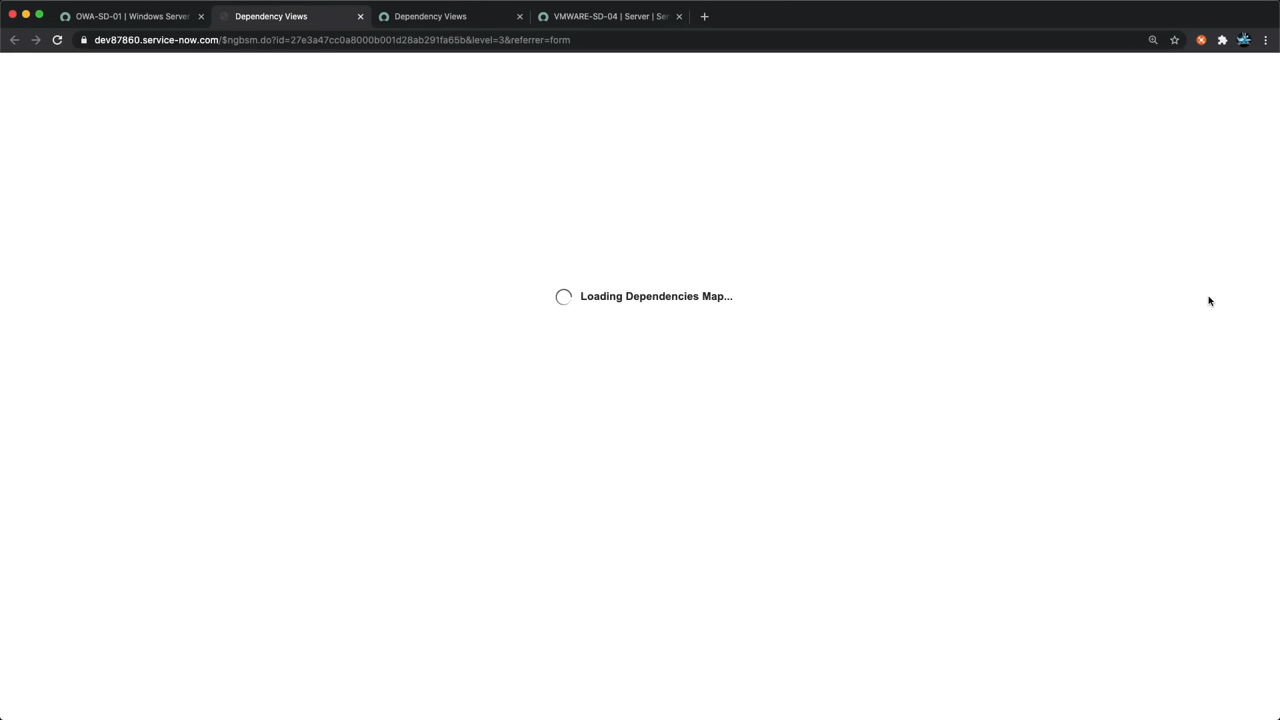 OWA-SD-01 | Windows Server
Dependency Views
Dependency Views
VMWARE-SD-04 | Server | Ser
dev87860.service-now.com/$ngbsm.do?id=27e3a47cc0a8000b001d28ab291fa65b&level=3&referrer=form
Loading Dependencies Map...